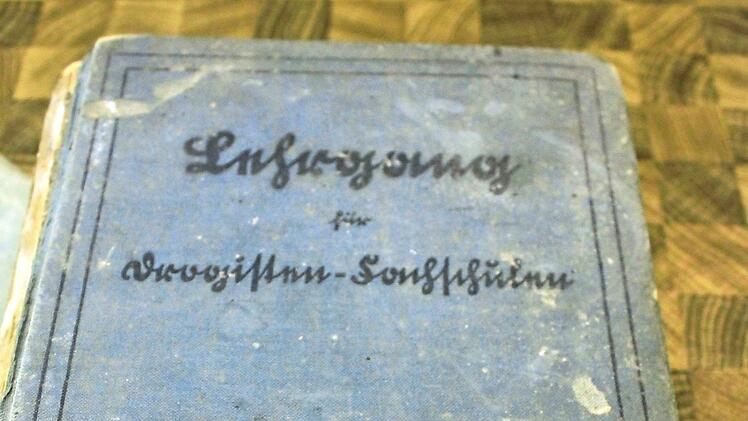 Lehrgang
für
Drogisten-Fachschulen